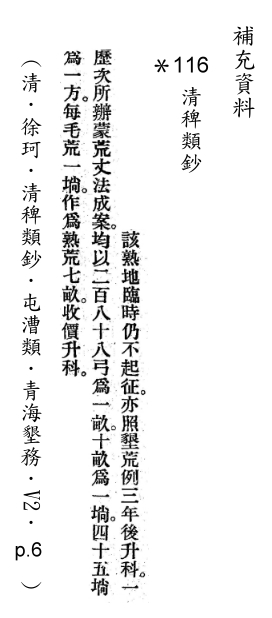 補充資料
*116 清稗類鈔
該熟地臨時仍不起征。亦照墾荒例三年後升科。一
歷次所辦蒙荒丈法成案。均以二百八十八弓爲一畝。十畝爲一埫。四十五埫
爲一方。每毛荒一埫。作爲熟荒七畝。收價升科。
(清．徐珂．清稗類鈔．屯漕類．青海墾務．V2．p.6)